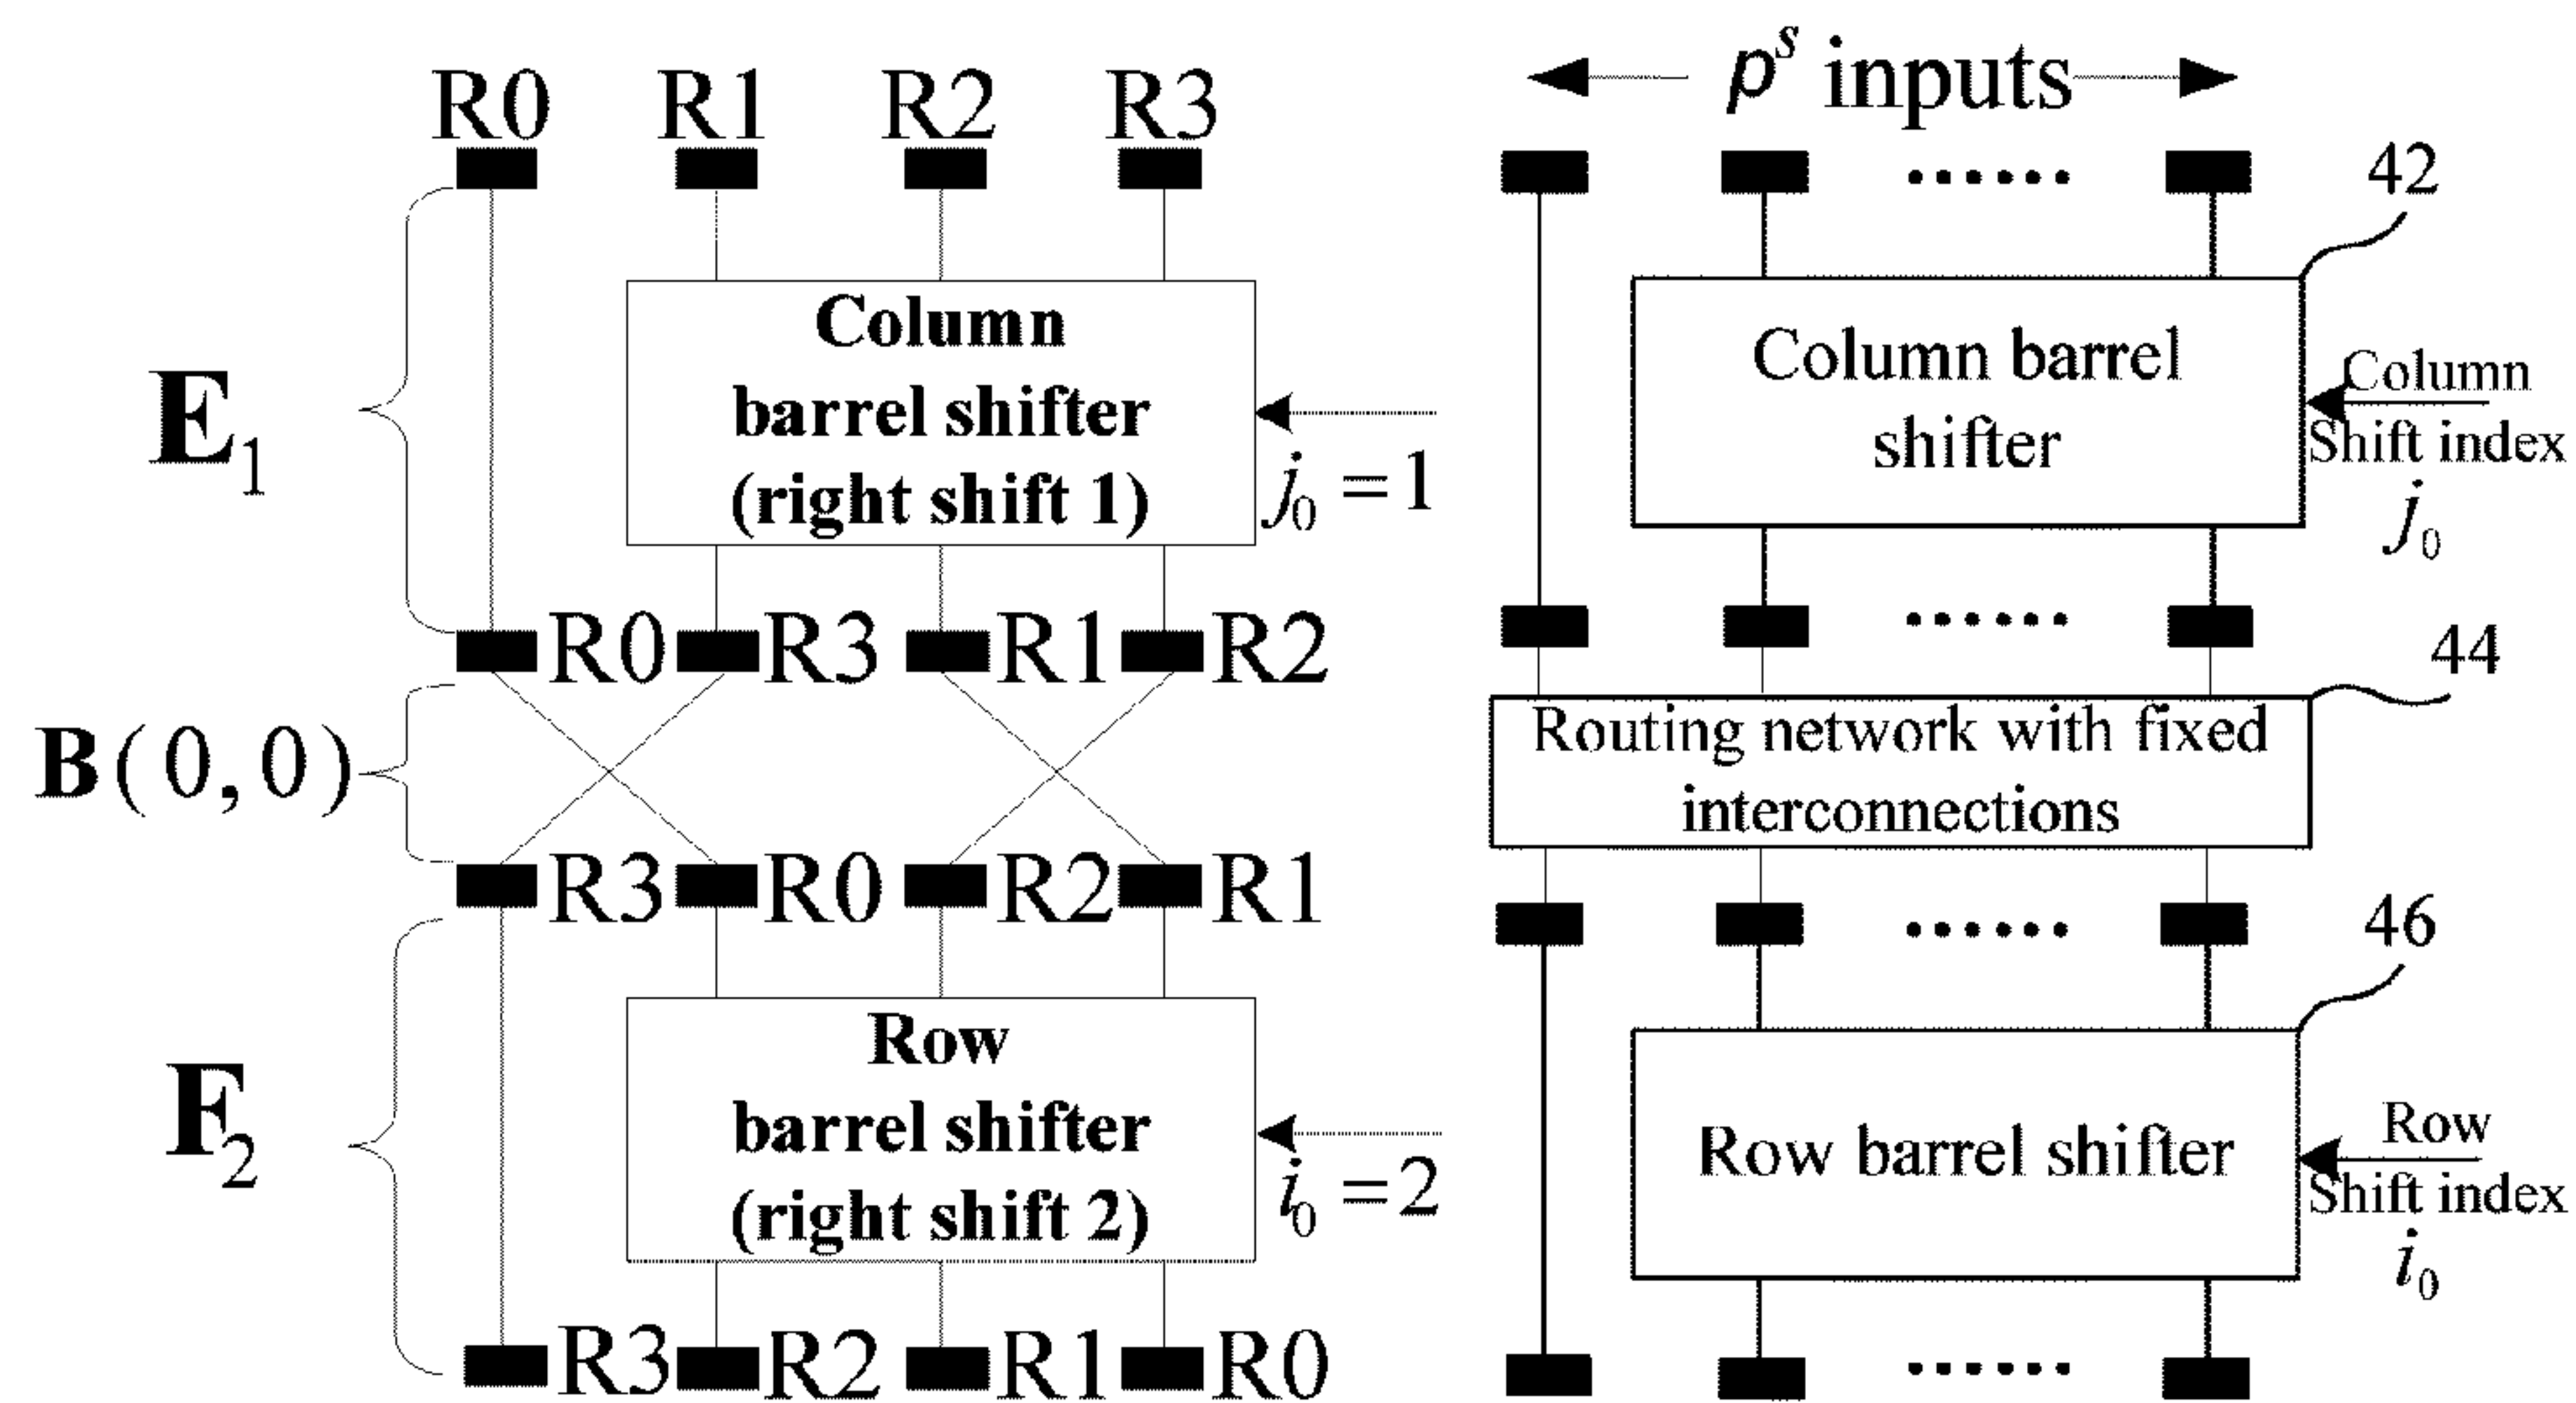 R0 R1 R2 R3
E1
Column
barrel shifter
(right shift 1)
j0 = 1
R0 R3 R1 R2
B(0,0)
R3 R0 R2 R1
F2
Row
barrel shifter
(right shift 2)
i0 = 2
R3 R2 R1 R0
p^s inputs
......
42
Column barrel
shifter
Column
Shift index
j0
......
44
Routing network with fixed
interconnections
......
46
Row barrel shifter
Row
Shift index
i0
......